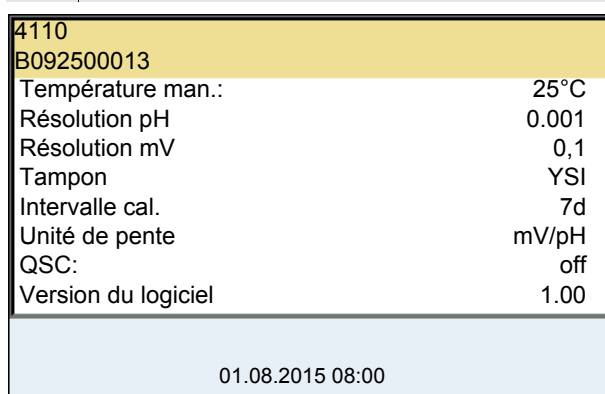 4110
B092500013
Température man.: 25°C
Résolution pH 0.001
Résolution mV 0,1
Tampon YSI
Intervalle cal. 7d
Unité de pente mV/pH
QSC: off
Version du logiciel 1.00
01.08.2015 08:00